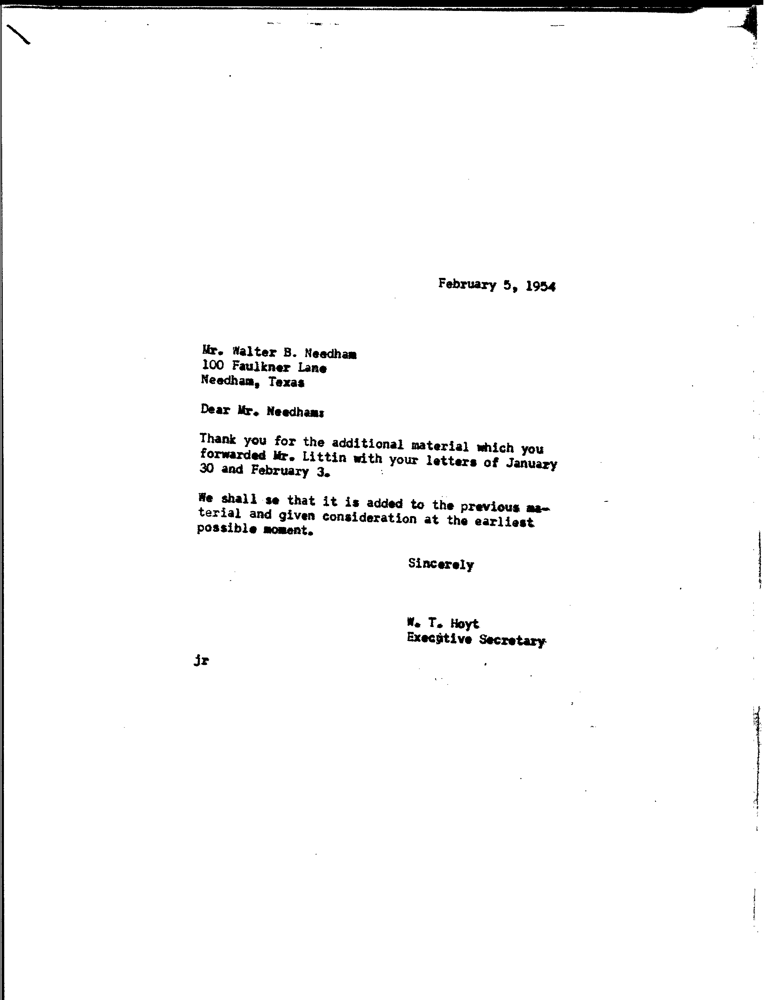 February 5, 1954
Mr. Walter B. Needham
100 Faulkner Lane
Needham, Texas
Dear Mr. Needham:
Thank you for the additional material which you
forwarded Mr. Littin with your letters of January
30 and February 3.
We shall se that it is added to the previous ma-
terial and given consideration at the earliest
possible moment.
Sincerely
W. T. Hoyt
Executive Secretary
jr